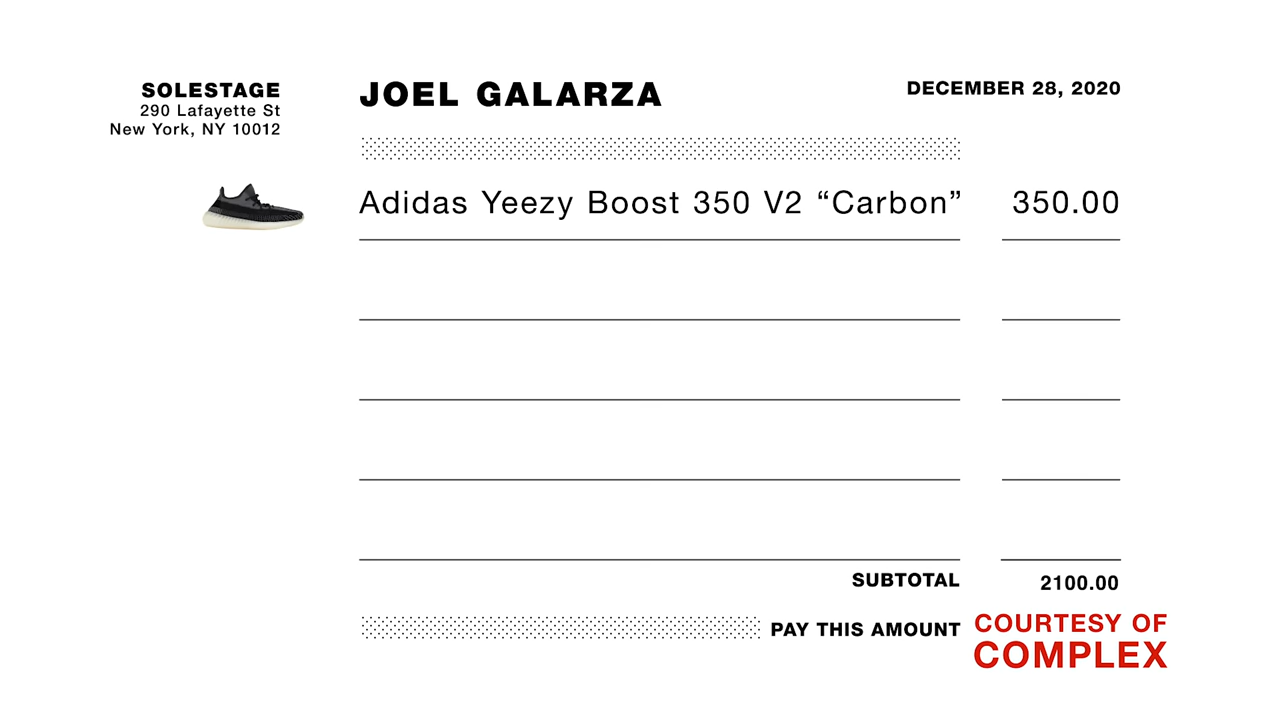 SOLESTAGE
290 Lafayette St
New York, NY 10012
JOEL GALARZA
DECEMBER 28, 2020
Adidas Yeezy Boost 350 V2 “Carbon” 350.00
SUBTOTAL 2100.00
PAY THIS AMOUNT
COURTESY OF
COMPLEX